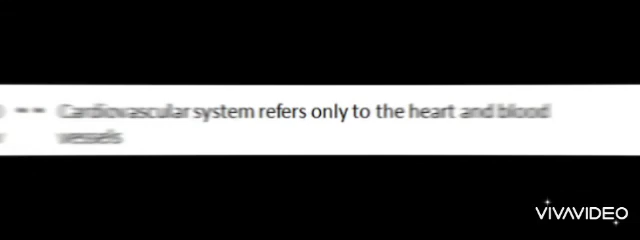 Cardiovascular system refers only to the heart and blood
vessels
VIVAVIDEO